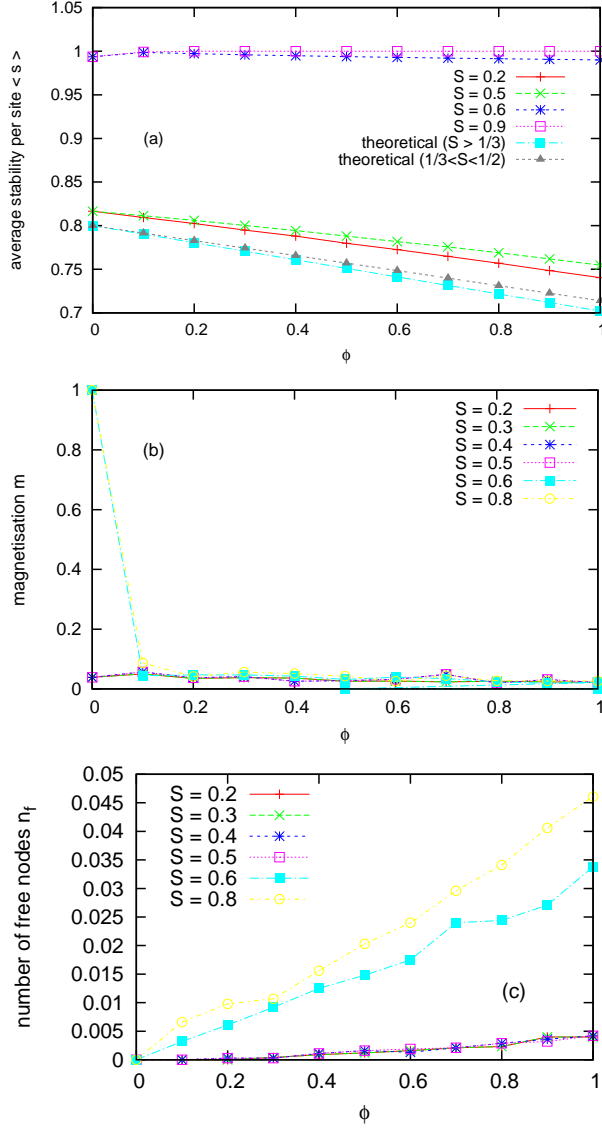 average stability per site < s >
1.05
1
0.95
0.9
0.85
0.8
0.75
0.7
(a)
S = 0.2
S = 0.5
S = 0.6
S = 0.9
theoretical (S > 1/3)
theoretical (1/3<S<1/2)
0 0.2 0.4 0.6 0.8 1
ϕ
magnetisation m
1
0.8
0.6
0.4
0.2
0
(b)
S = 0.2
S = 0.3
S = 0.4
S = 0.5
S = 0.6
S = 0.8
0 0.2 0.4 0.6 0.8 1
ϕ
number of free nodes n_f
0.05
0.045
0.04
0.035
0.03
0.025
0.02
0.015
0.01
0.005
0
S = 0.2
S = 0.3
S = 0.4
S = 0.5
S = 0.6
S = 0.8
(c)
0.0 0.2 0.4 0.6 0.8 1
ϕ